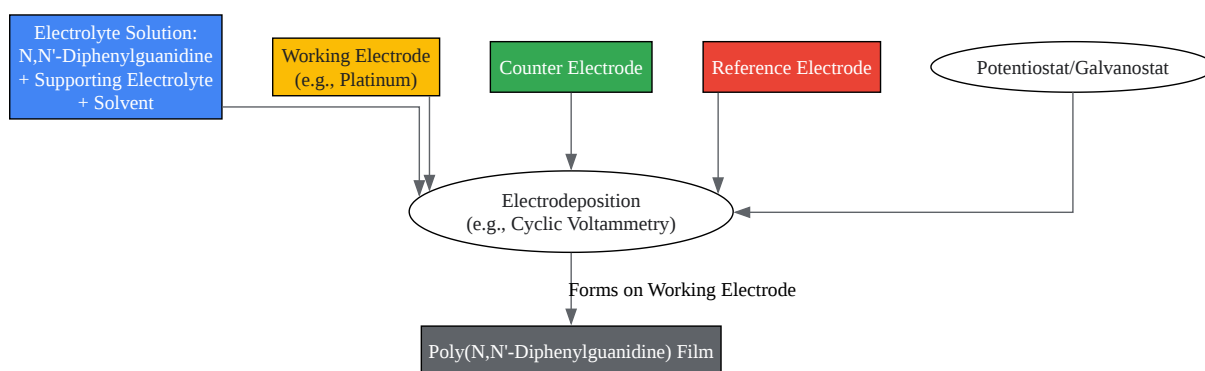 Electrolyte Solution:
N,N'-Diphenylguanidine
+ Supporting Electrolyte
+ Solvent
Working Electrode
(e.g., Platinum)
Counter Electrode
Reference Electrode
Potentiostat/Galvanostat
Electrodeposition
(e.g., Cyclic Voltammetry)
Forms on Working Electrode
Poly(N,N'-Diphenylguanidine) Film